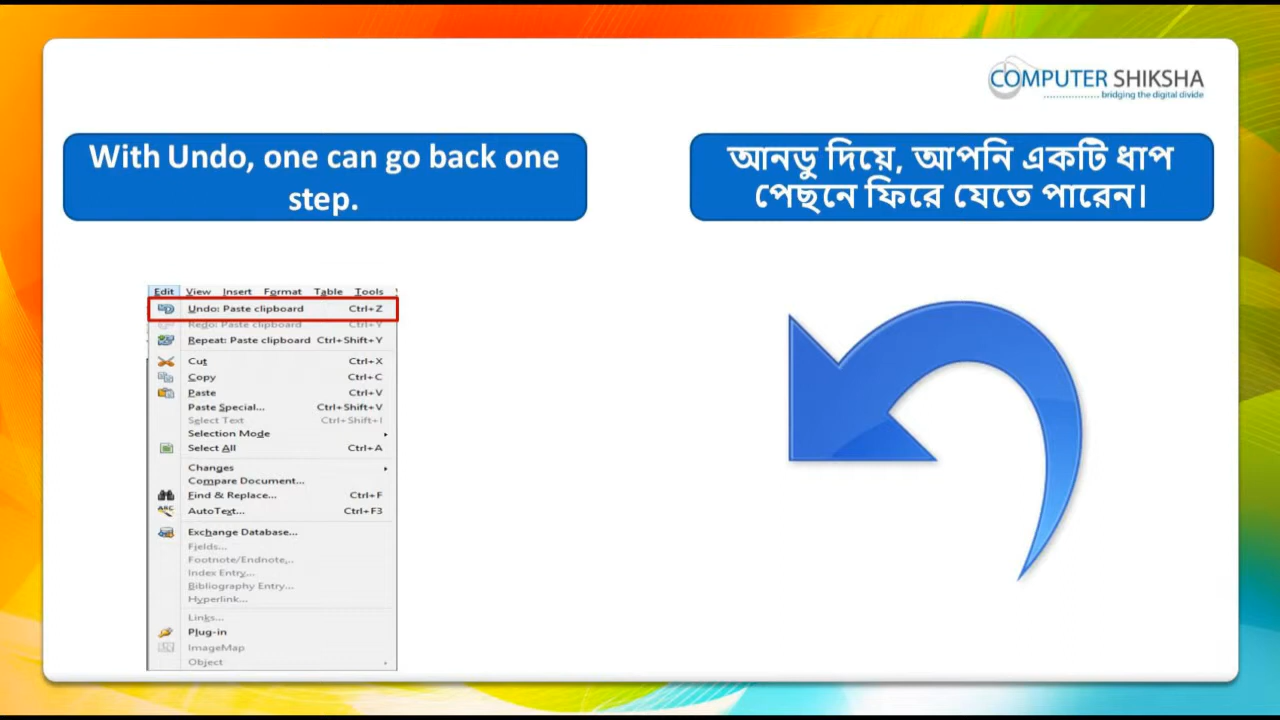 COMPUTER SHIKSHA
bridging the digital divide
With Undo, one can go back one
step.
আনডু দিয়ে, আপনি একটি ধাপ
পেছনে ফিরে যেতে পারেন।
Edit View Insert Format Table Tools
Undo: Paste clipboard Ctrl+Z
Redo: Paste clipboard Ctrl+Y
Repeat: Paste clipboard Ctrl+Shift+Y
Cut Ctrl+X
Copy Ctrl+C
Paste Ctrl+V
Paste Special... Ctrl+Shift+V
Select Text Ctrl+Shift+I
Selection Mode
Select All Ctrl+A
Changes
Compare Document...
Find & Replace... Ctrl+F
AutoText... Ctrl+F3
Exchange Database...
Fields...
Footnote/Endnote...
Index Entry...
Bibliography Entry...
Hyperlink...
Links...
Plug-in
ImageMap
Object